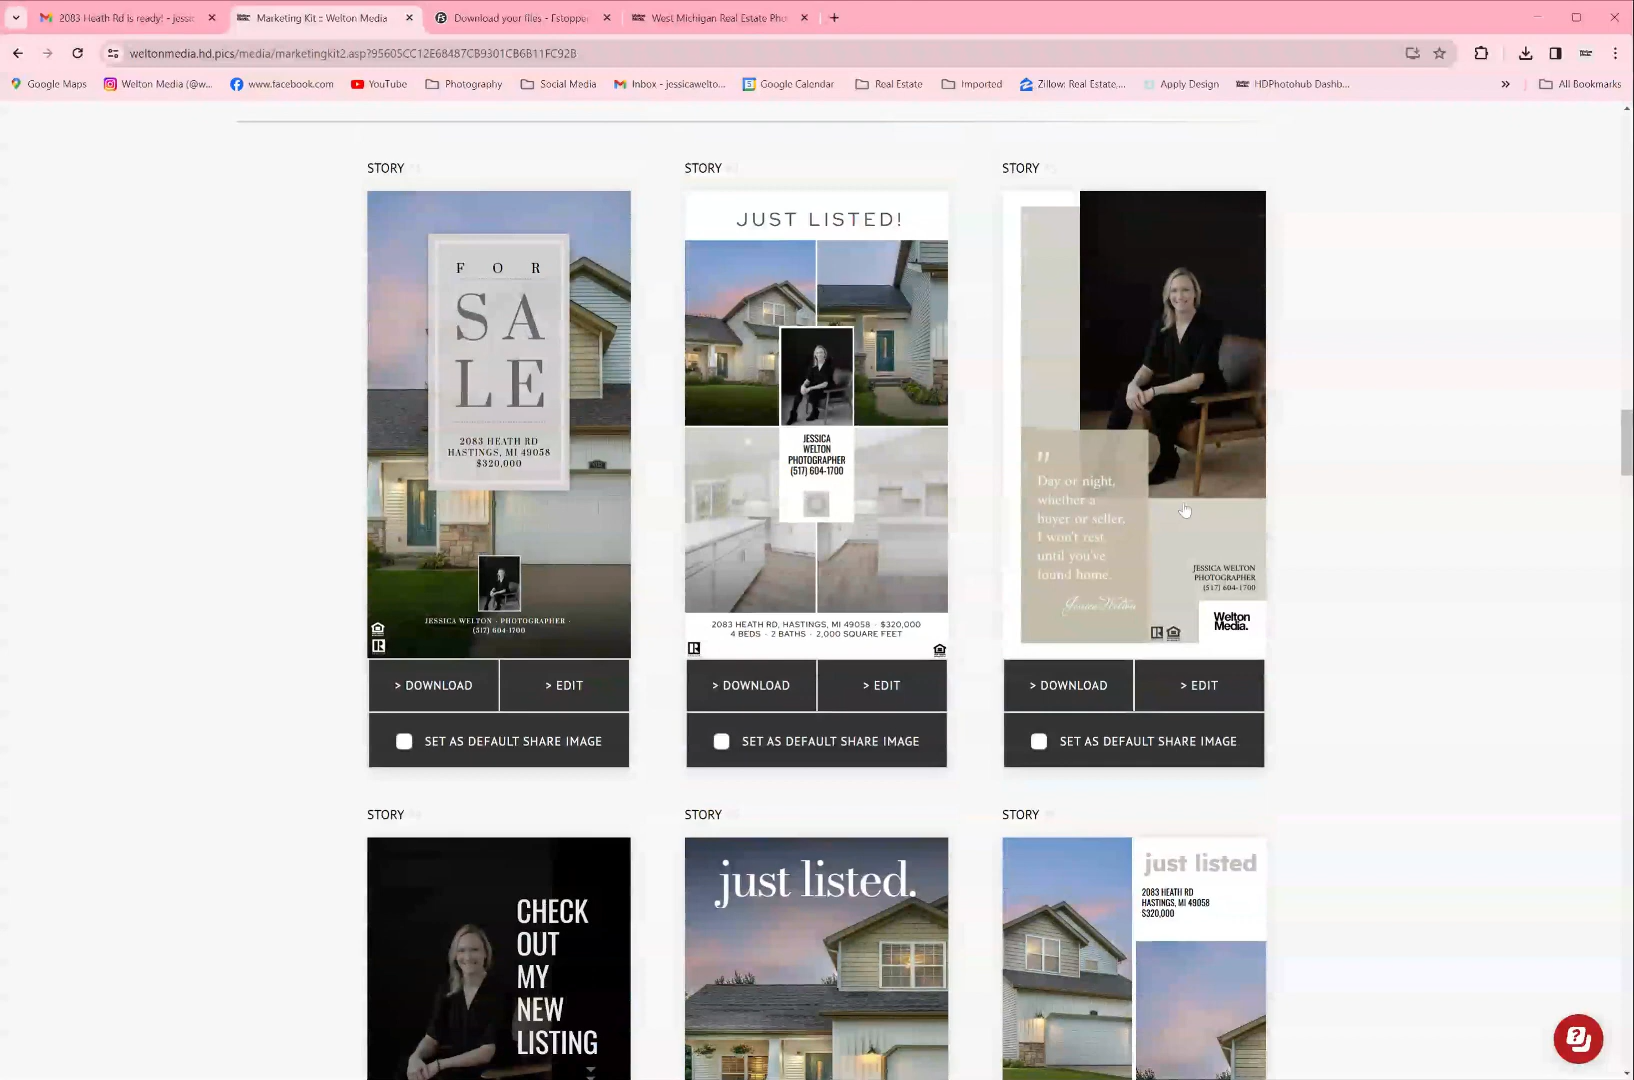 2083 Heath Rd is ready! - jessi
Marketing Kit :: Welton Media
Download your files - Fstopper
West Michigan Real Estate Pho
weltonmedia.hd.pics/media/marketingkit2.asp?95605CC12E68487CB9301CB6B11FC92B
Google Maps
Welton Media (@w...
www.facebook.com
YouTube
Photography
Social Media
Inbox - jessicawelto...
Google Calendar
Real Estate
Imported
Zillow: Real Estate,...
Apply Design
HDPhotohub Dashb...
All Bookmarks
STORY
STORY
STORY
F O R
SA
LE
2083 HEATH RD
HASTINGS, MI 49058
$320,000
JESSICA WELTON · PHOTOGRAPHER ·
(517) 604-1700
JUST LISTED!
JESSICA
WELTON
PHOTOGRAPHER
(517) 604-1700
2083 HEATH RD, HASTINGS, MI 49058 · $320,000
4 BEDS · 2 BATHS · 2,000 SQUARE FEET
"
Day or night,
whether a
buyer or seller,
I won't rest
until you've
found home.
Jessica Welton
JESSICA WELTON
PHOTOGRAPHER
(517) 604-1700
Welton
Media.
> DOWNLOAD
> EDIT
> DOWNLOAD
> EDIT
> DOWNLOAD
> EDIT
SET AS DEFAULT SHARE IMAGE
SET AS DEFAULT SHARE IMAGE
SET AS DEFAULT SHARE IMAGE
STORY
STORY
STORY
CHECK
OUT
MY
NEW
LISTING
just listed.
just listed
2083 HEATH RD
HASTINGS, MI 49058
$320,000